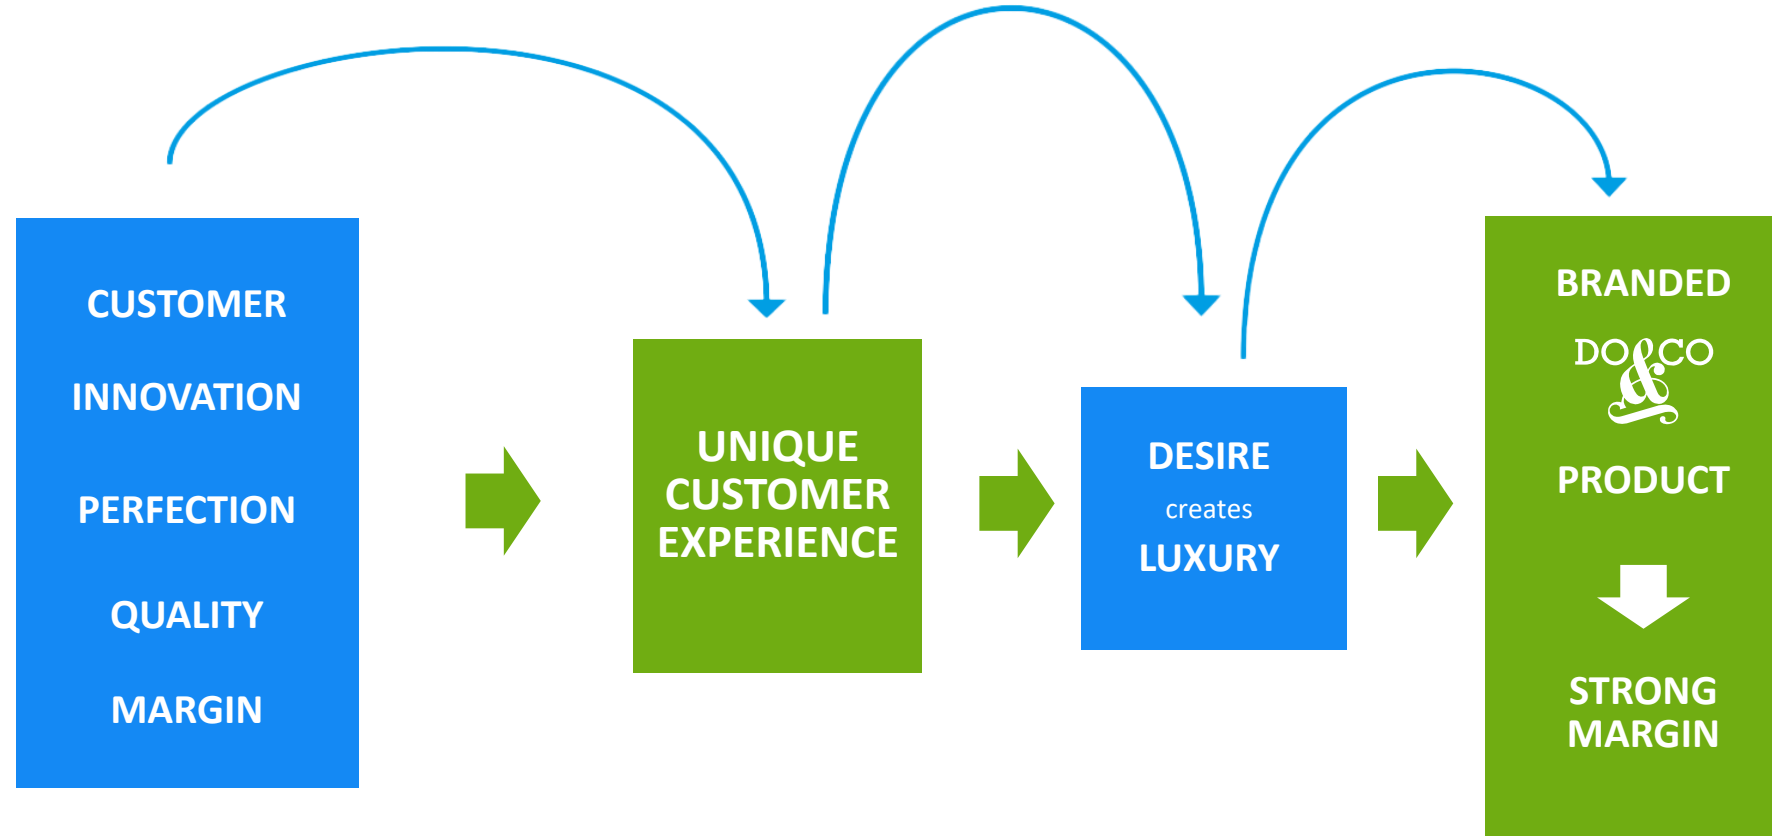 CUSTOMER
INNOVATION
PERFECTION
QUALITY
MARGIN
UNIQUE
CUSTOMER
EXPERIENCE
DESIRE
creates
LUXURY
BRANDED
DO&CO
PRODUCT
STRONG
MARGIN